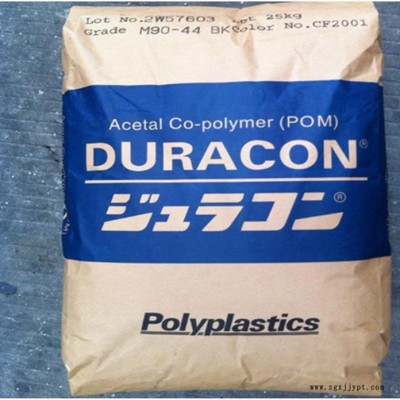 Lot No.2W57603 Net 25kg
Grade M90-44 BK Color No.CF2001
Acetal Co-polymer (POM)
DURACON®
ジュラコン®
Polyplastics
www.zgxjjypt.com